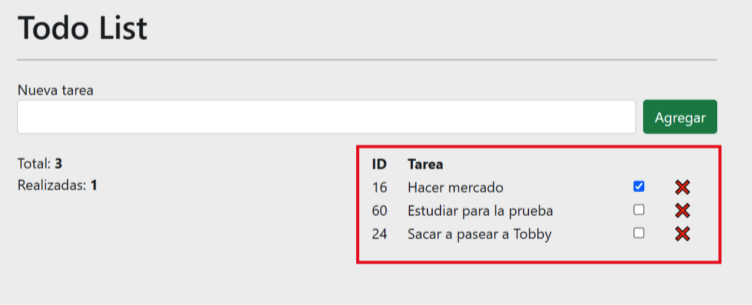 Todo List
Nueva tarea
Agregar
Total: 3
Realizadas: 1
ID Tarea
16 Hacer mercado
60 Estudiar para la prueba
24 Sacar a pasear a Tobby